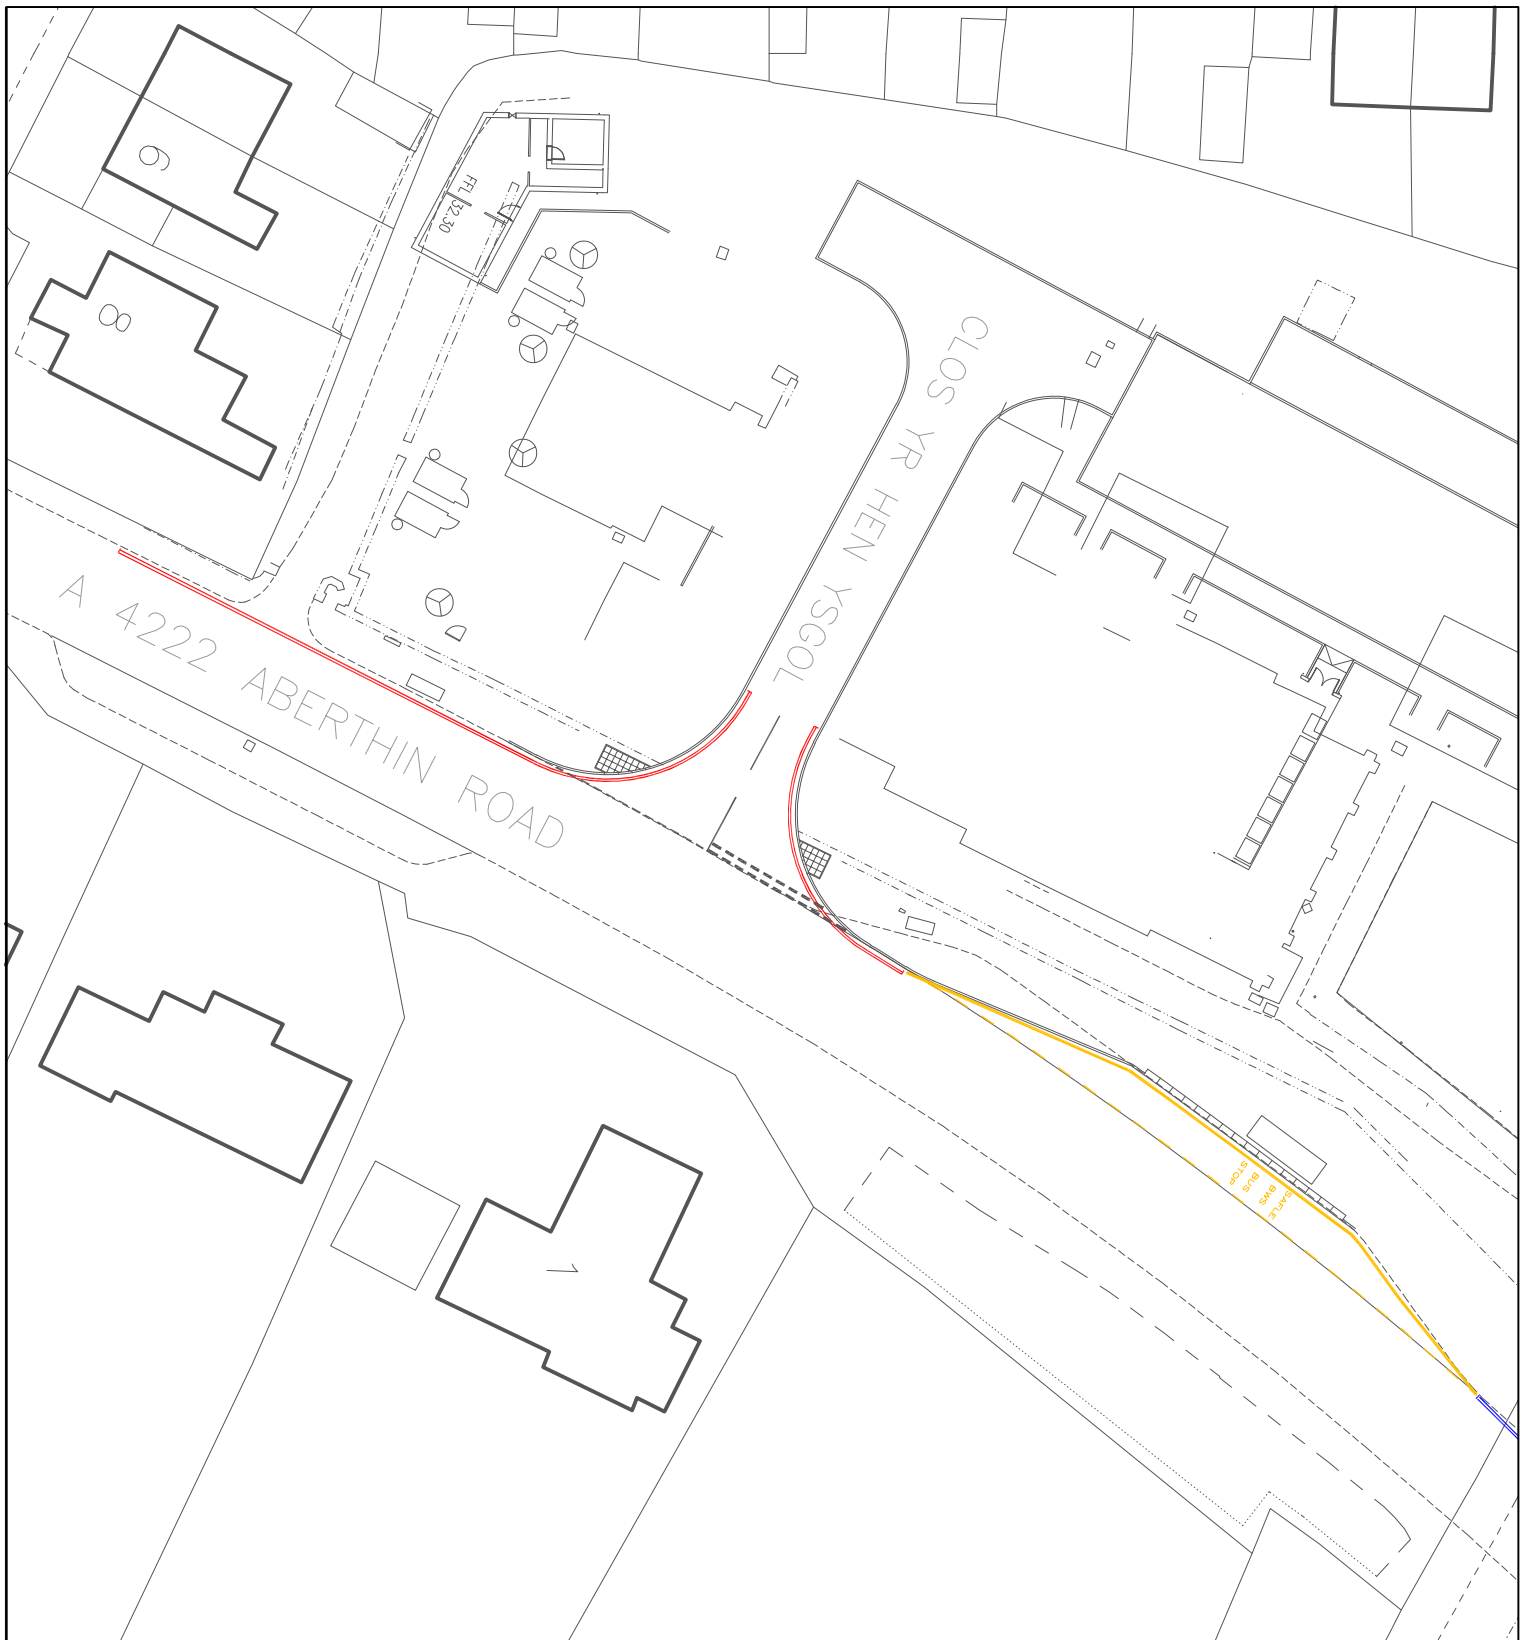 9
8
FFL 32.30
CLOS YR HEN YSGOL
A 4222 ABERTHIN ROAD
SAFLE
BWS
BUS
STOP
1